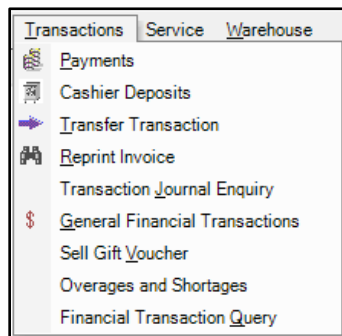 Transactions Service Warehouse
Payments
Cashier Deposits
Transfer Transaction
Reprint Invoice
Transaction Journal Enquiry
$ General Financial Transactions
Sell Gift Voucher
Overages and Shortages
Financial Transaction Query